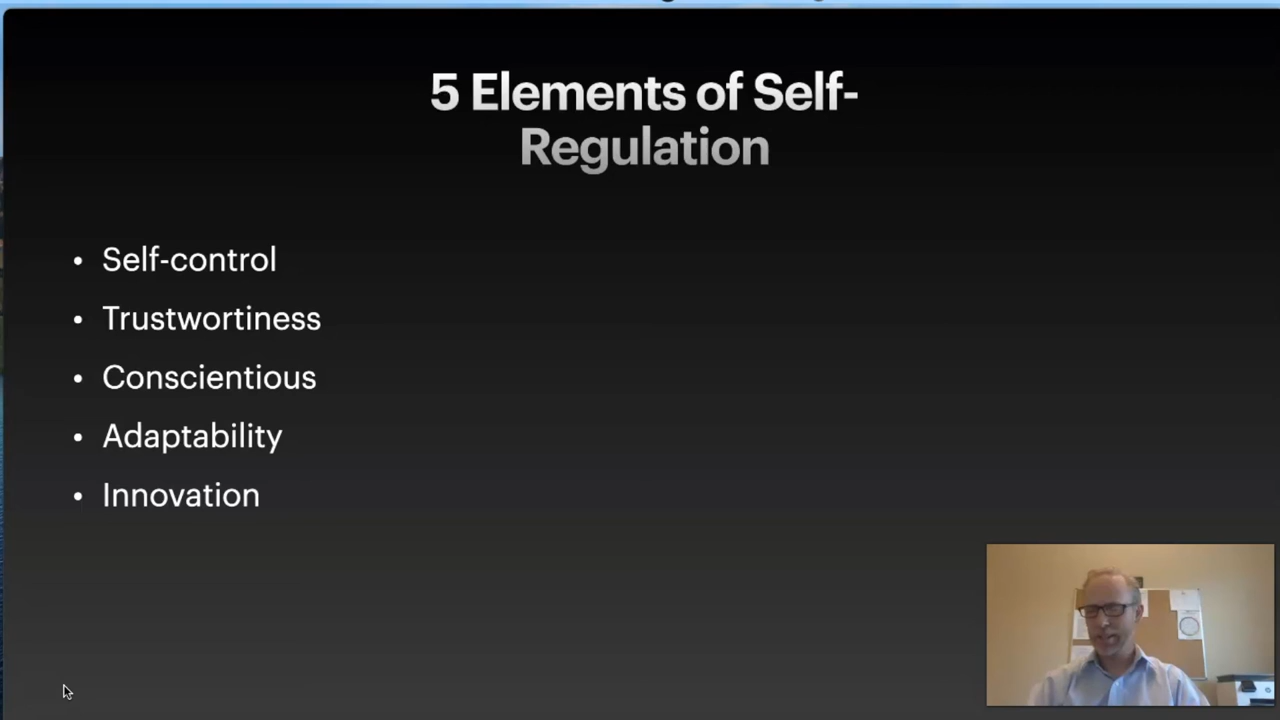 5 Elements of Self-
Regulation
• Self-control
• Trustwortiness
• Conscientious
• Adaptability
• Innovation